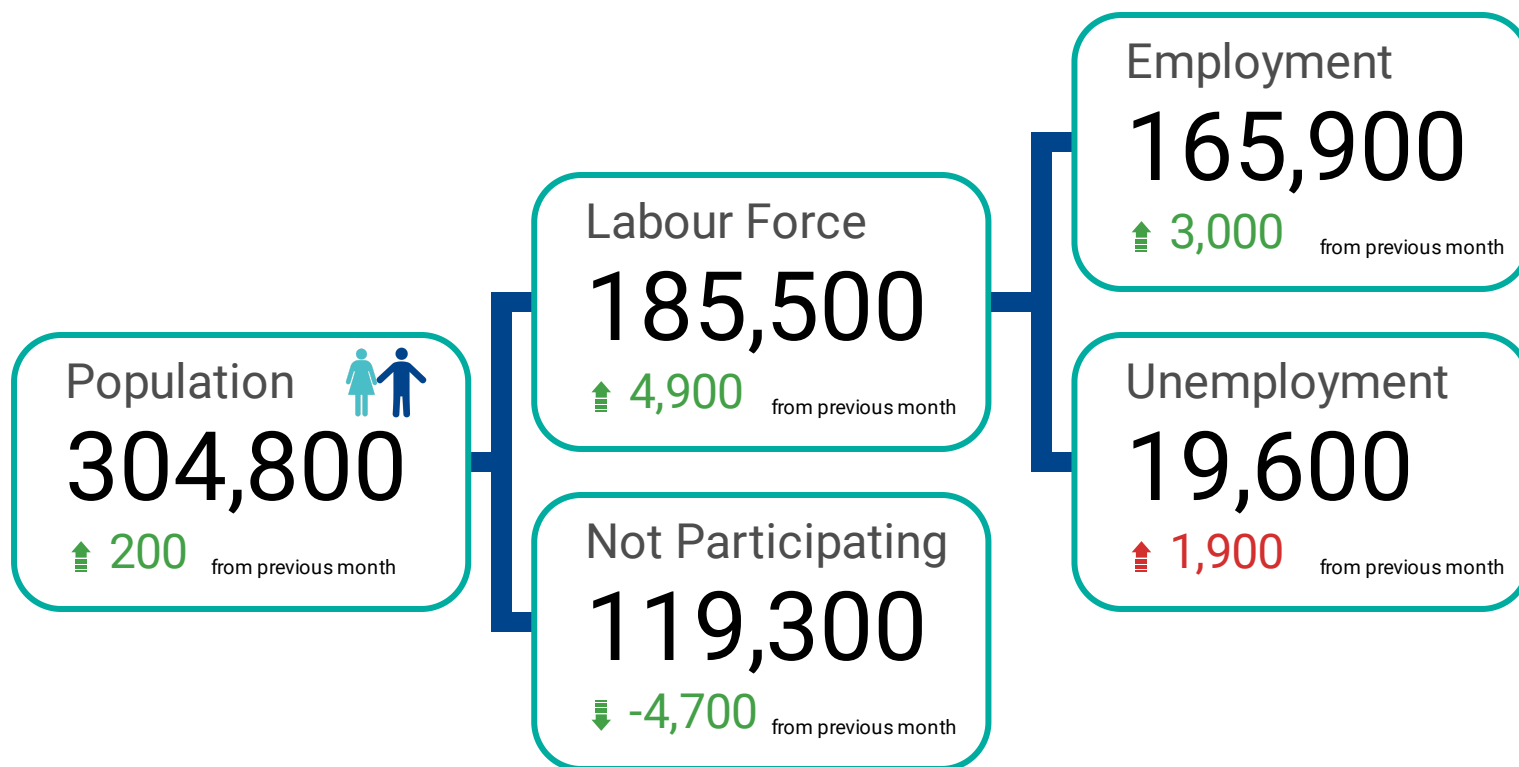 Population
304,800
200 from previous month
Labour Force
185,500
4,900 from previous month
Not Participating
119,300
-4,700 from previous month
Employment
165,900
3,000 from previous month
Unemployment
19,600
1,900 from previous month